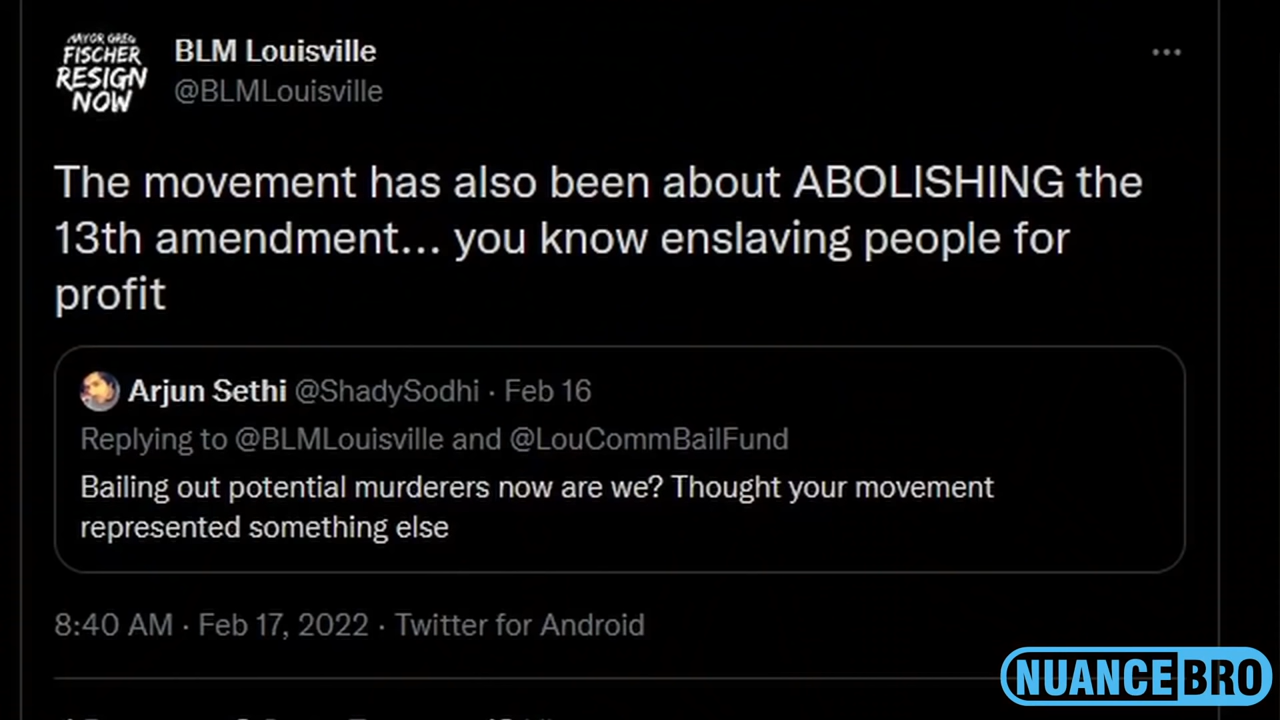 MAYOR GREG
FISCHER
RESIGN
NOW
BLM Louisville
@BLMLouisville
The movement has also been about ABOLISHING the
13th amendment... you know enslaving people for
profit
Arjun Sethi @ShadySodhi · Feb 16
Replying to @BLMLouisville and @LouCommBailFund
Bailing out potential murderers now are we? Thought your movement
represented something else
8:40 AM · Feb 17, 2022 · Twitter for Android
NUANCE BRO